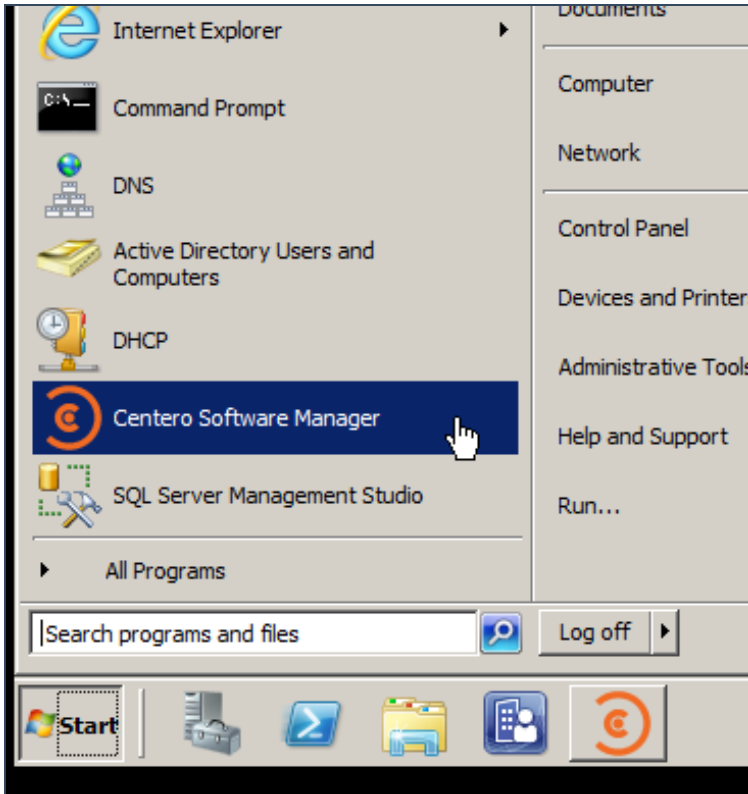 Internet Explorer
Command Prompt
C:\
DNS
Active Directory Users and
Computers
DHCP
Centero Software Manager
SQL Server Management Studio
All Programs
Search programs and files
Documents
Computer
Network
Control Panel
Devices and Printers
Administrative Tools
Help and Support
Run...
Log off
Start